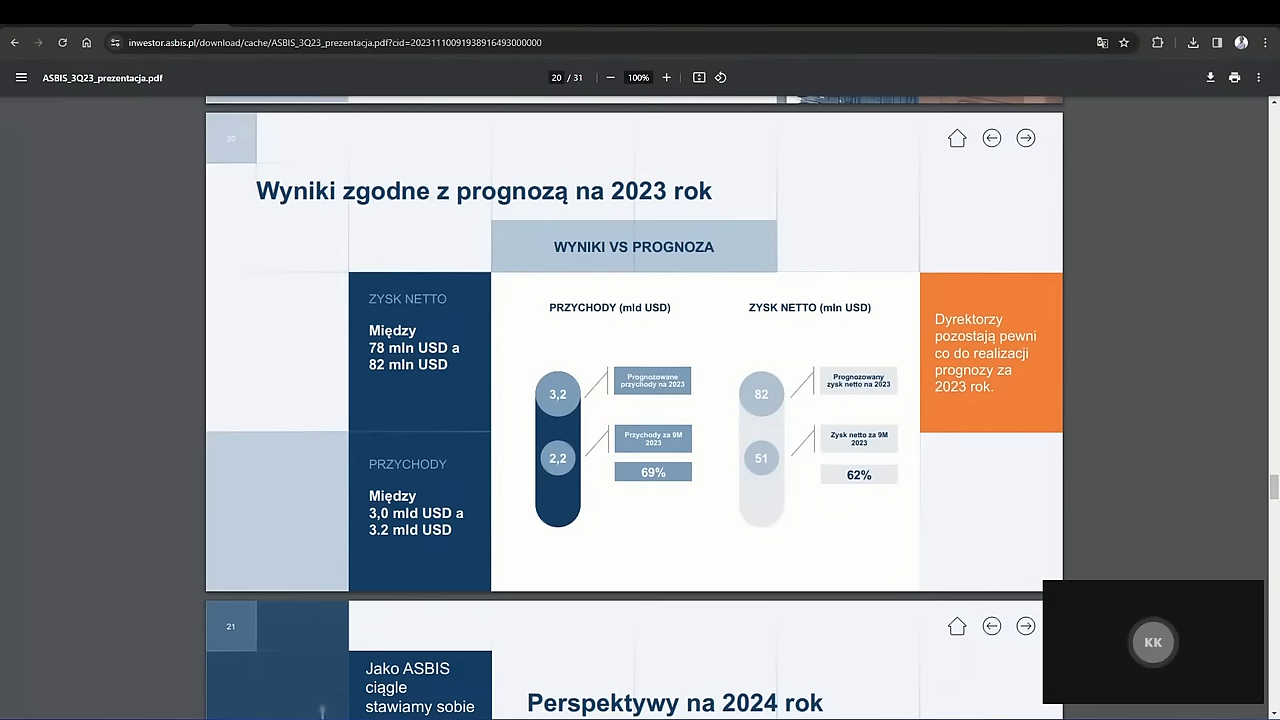 inwestor.asbis.pl/download/cache/ASBIS_3Q23_prezentacja.pdf?cid=20231110091938916493000000
ASBIS_3Q23_prezentacja.pdf
20 / 31
100%
20
Wyniki zgodne z prognozą na 2023 rok
WYNIKI VS PROGNOZA
ZYSK NETTO
Między
78 mln USD a
82 mln USD
PRZYCHODY
Między
3,0 mld USD a
3.2 mld USD
PRZYCHODY (mld USD)
3,2
Prognozowane
przychody na 2023
2,2
Przychody za 9M
2023
69%
ZYSK NETTO (mln USD)
82
Prognozowany
zysk netto na 2023
51
Zysk netto za 9M
2023
62%
Dyrektorzy
pozostają pewni
co do realizacji
prognozy za
2023 rok.
21
Jako ASBIS
ciągle
stawiamy sobie
Perspektywy na 2024 rok
KK